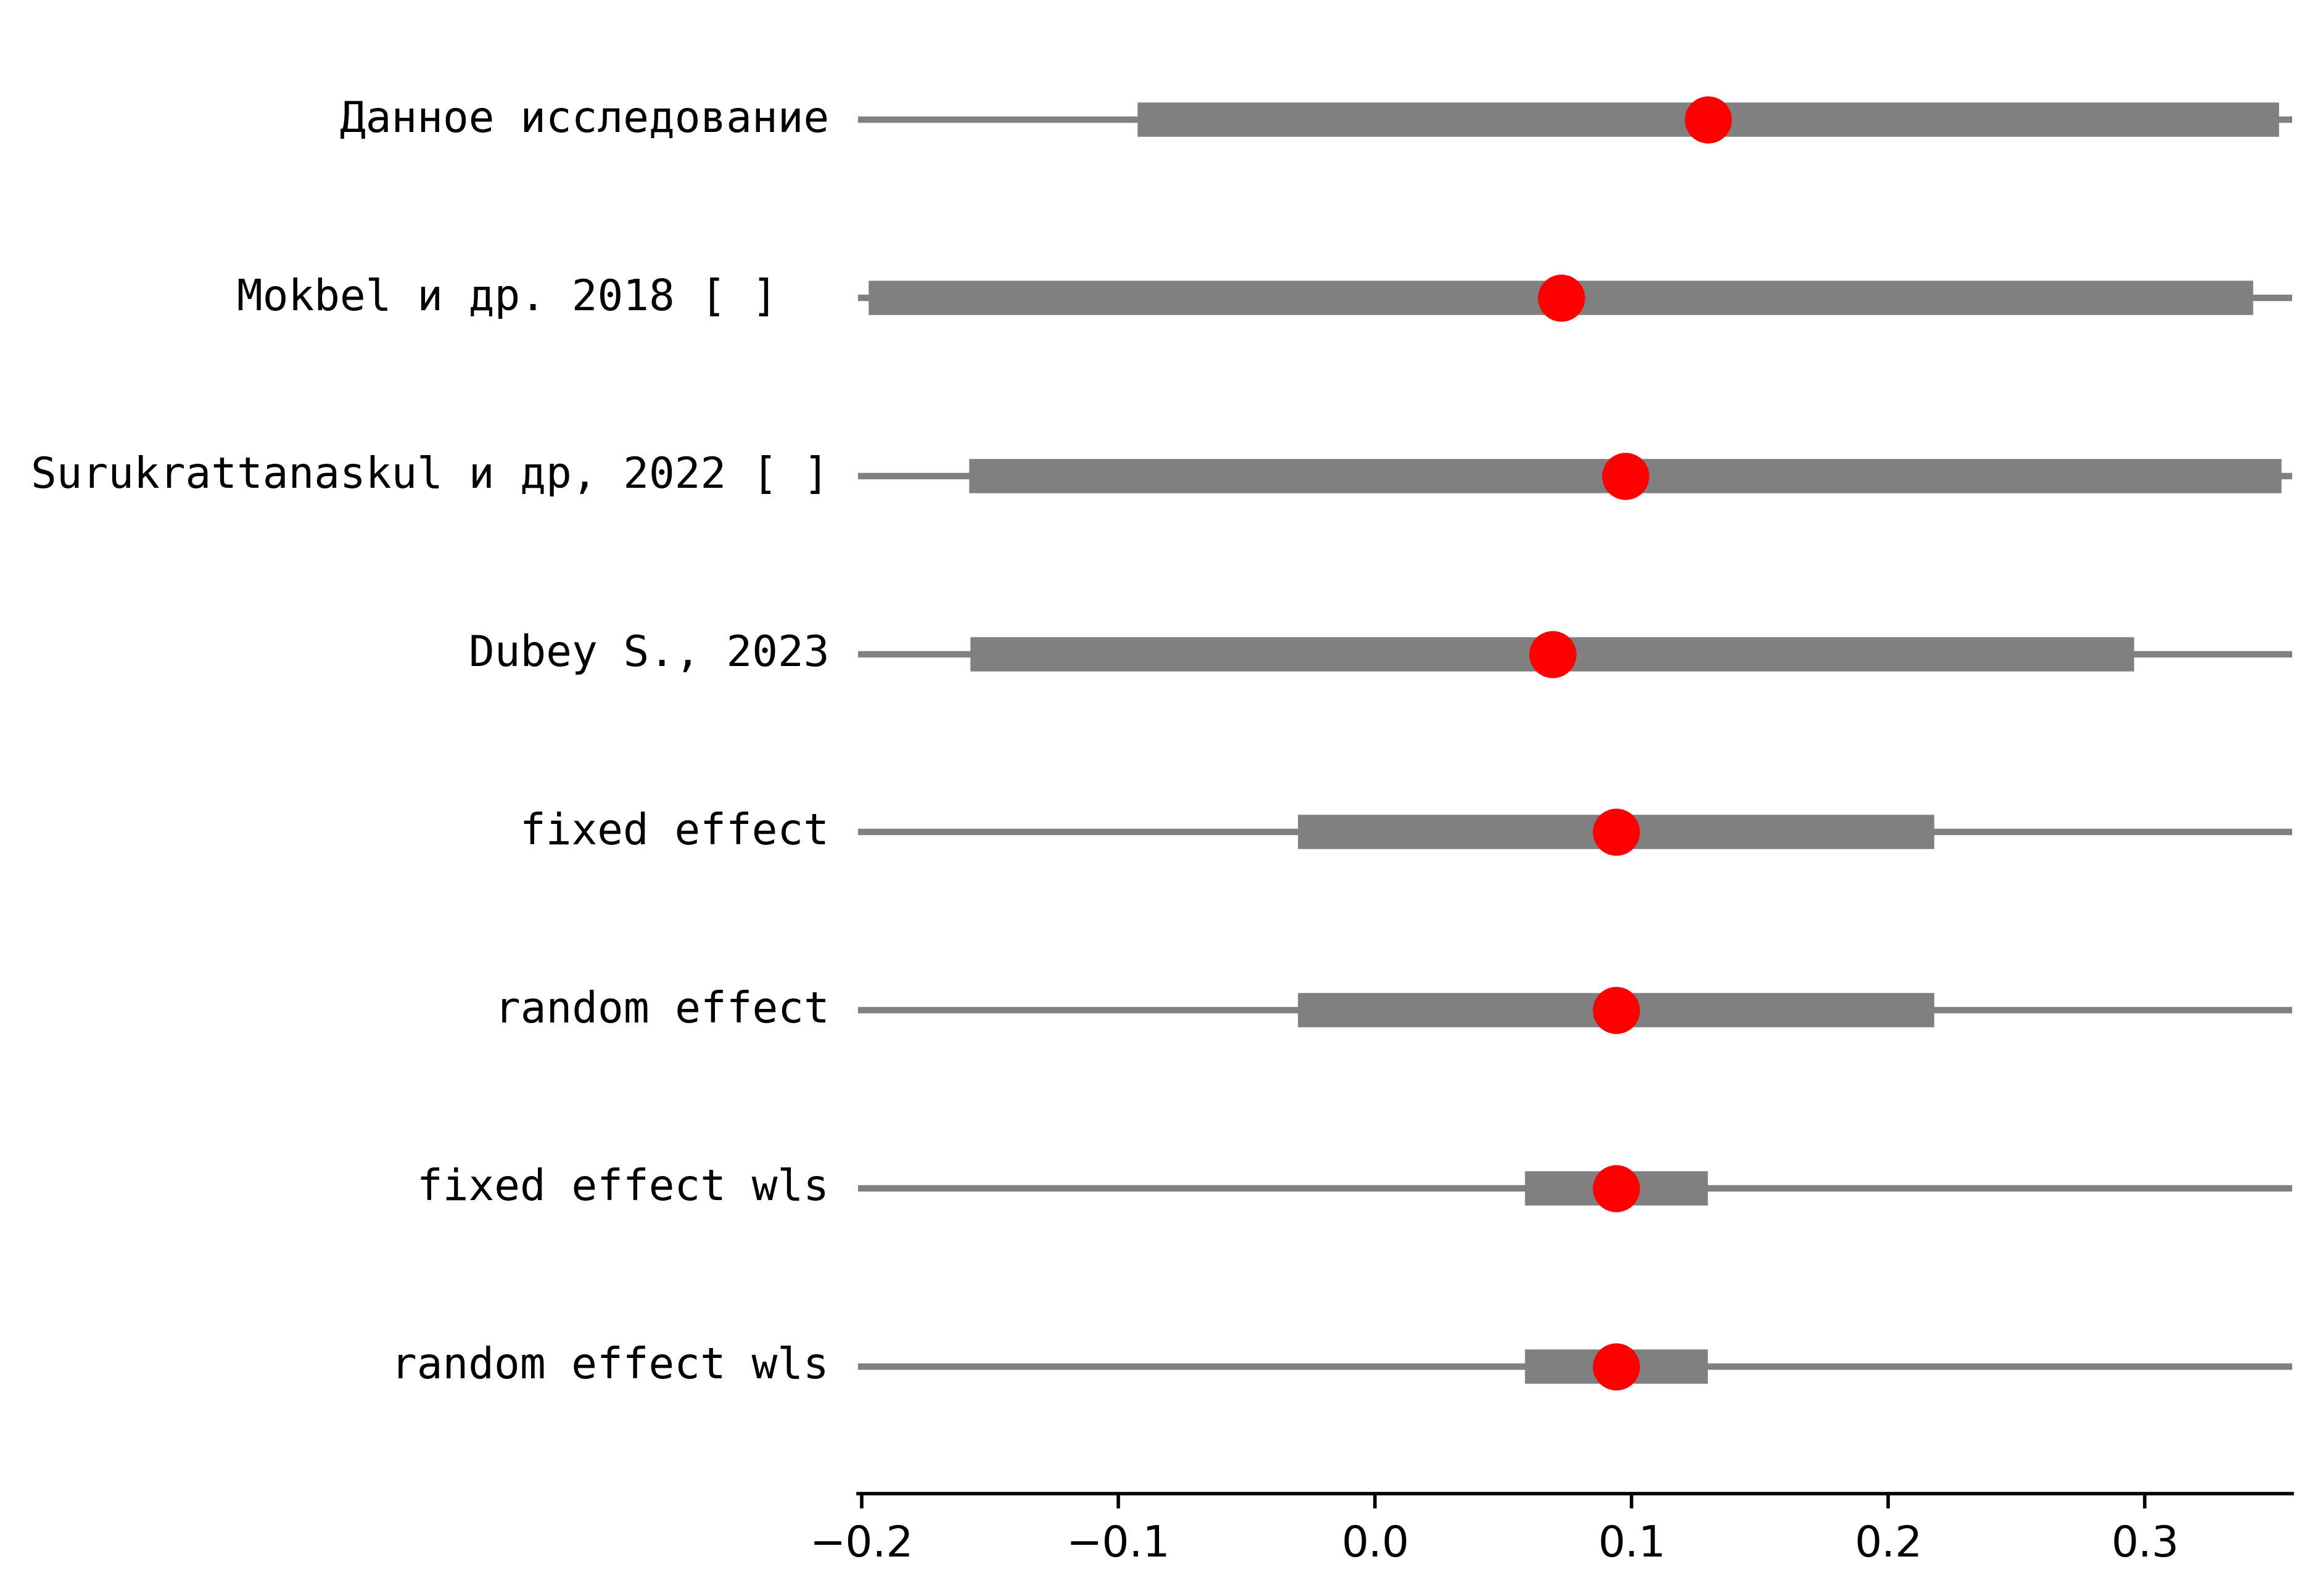 Данное исследование
Mokbel и др. 2018 [ ]
Surukrattanaskul и др, 2022 [ ]
Dubey S., 2023
fixed effect
random effect
fixed effect wls
random effect wls
−0.2 −0.1 0.0 0.1 0.2 0.3